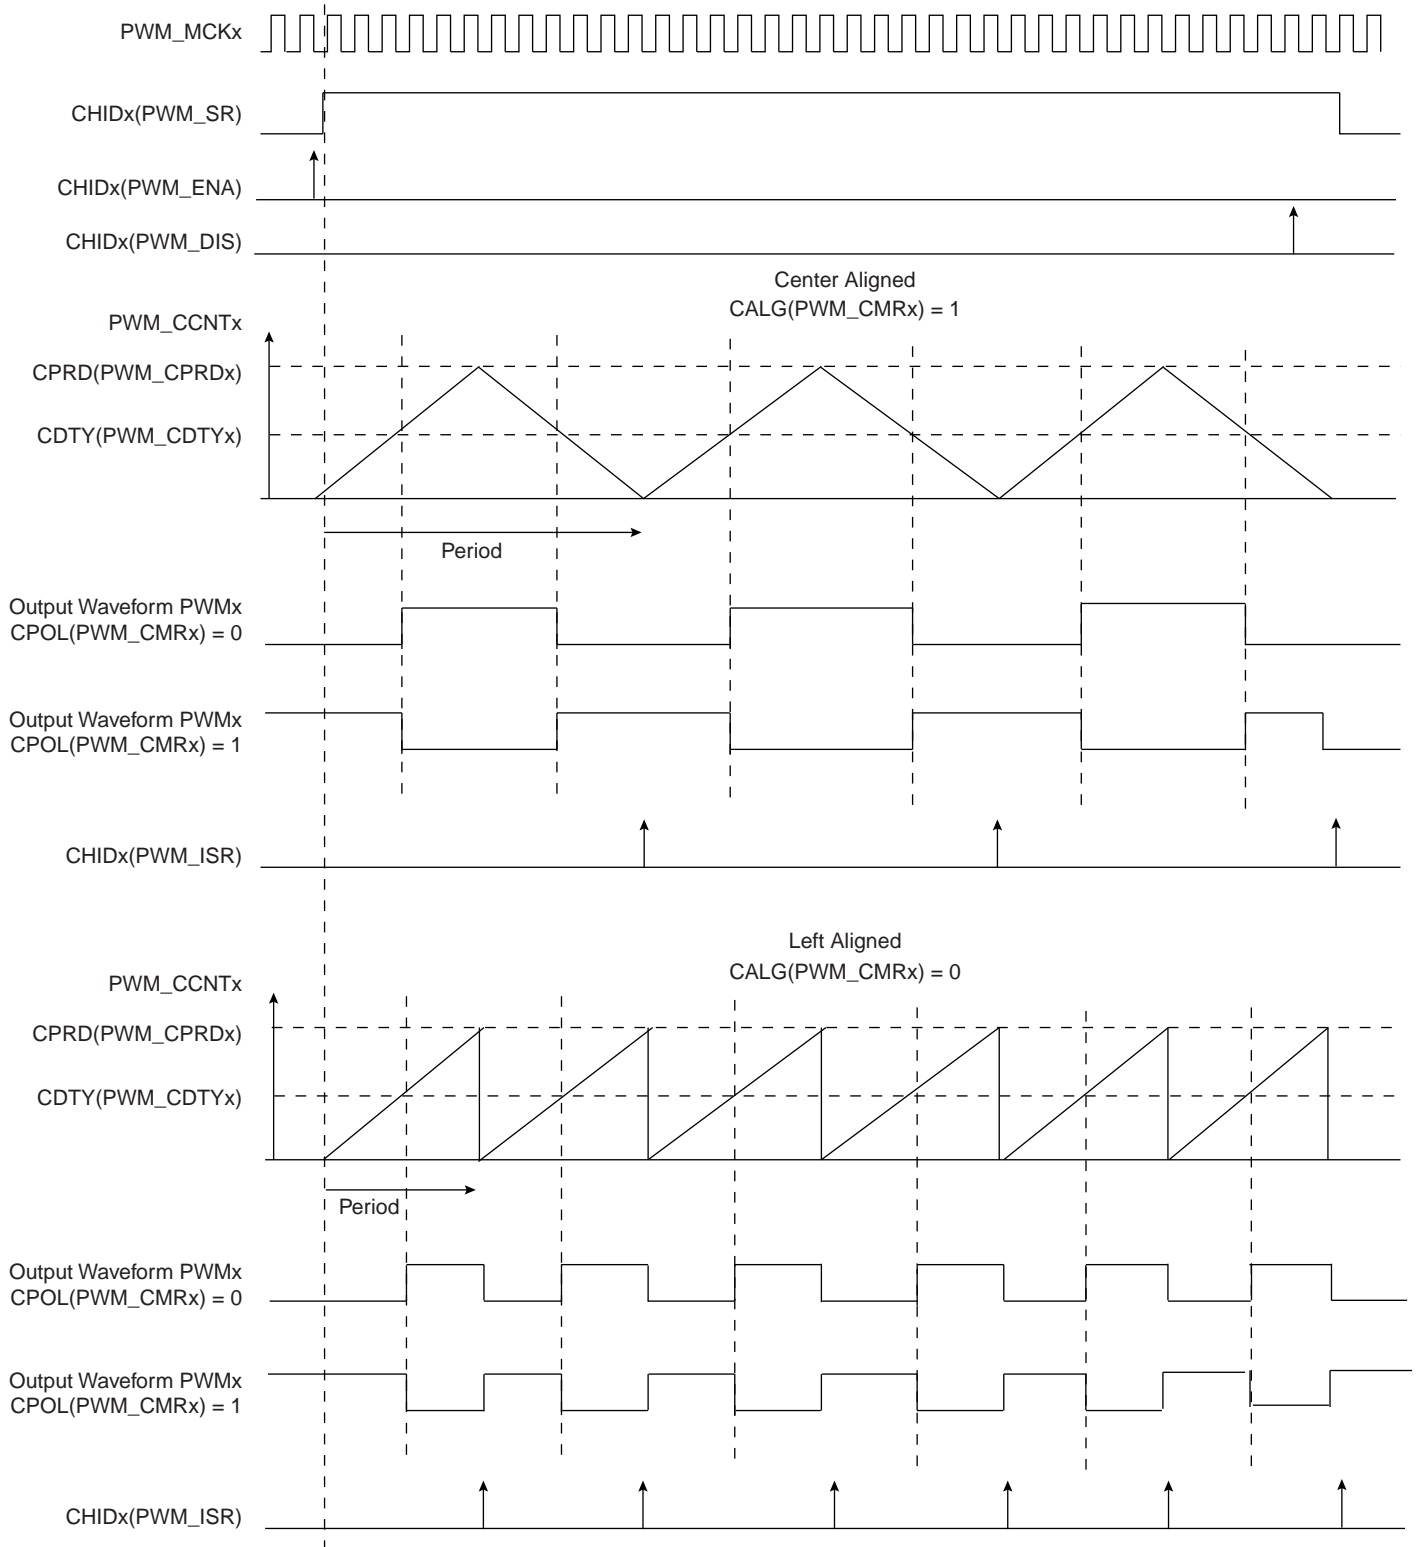 PWM_MCKx
CHIDx(PWM_SR)
CHIDx(PWM_ENA)
CHIDx(PWM_DIS)
Center Aligned
CALG(PWM_CMRx) = 1
PWM_CCNTx
CPRD(PWM_CPRDx)
CDTY(PWM_CDTYx)
Period
Output Waveform PWMx
CPOL(PWM_CMRx) = 0
Output Waveform PWMx
CPOL(PWM_CMRx) = 1
CHIDx(PWM_ISR)
Left Aligned
CALG(PWM_CMRx) = 0
PWM_CCNTx
CPRD(PWM_CPRDx)
CDTY(PWM_CDTYx)
Period
Output Waveform PWMx
CPOL(PWM_CMRx) = 0
Output Waveform PWMx
CPOL(PWM_CMRx) = 1
CHIDx(PWM_ISR)